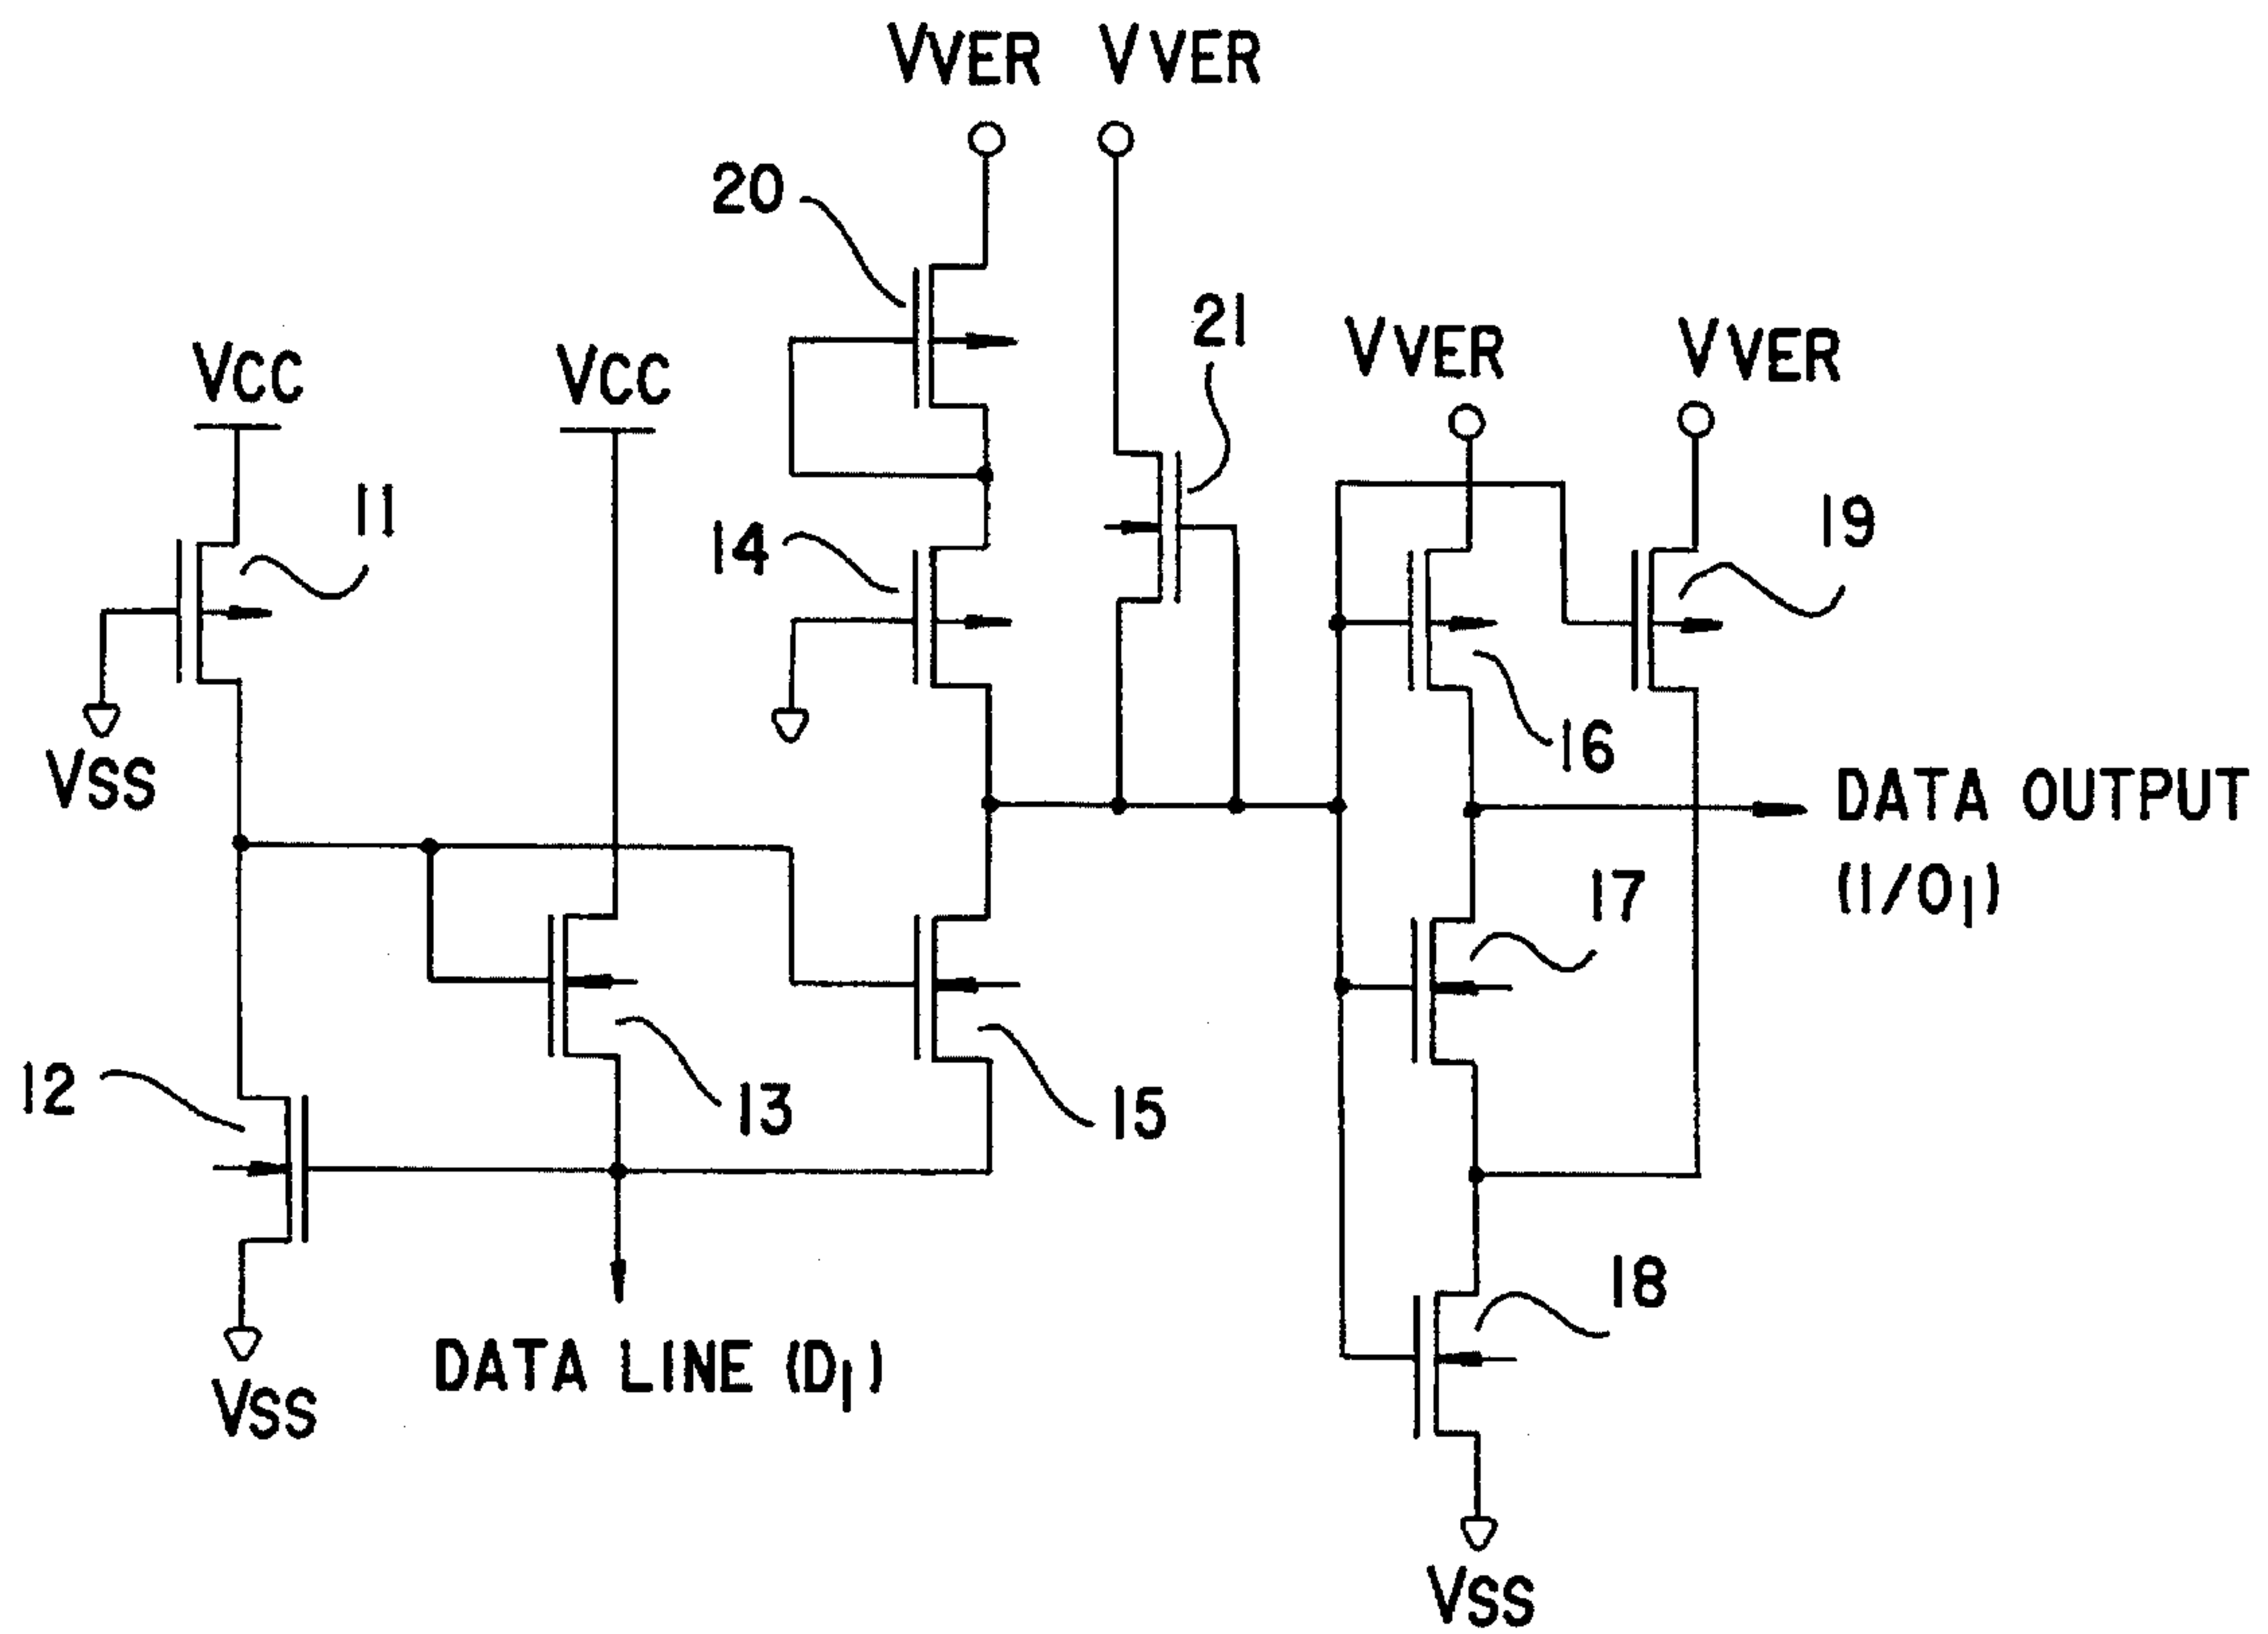 VVER VVER
20
21
VCC VCC VVER VVER
11
14
19
16
VSS
DATA OUTPUT
(I/O1)
17
12
13
15
18
DATA LINE (D1)
VSS
VSS